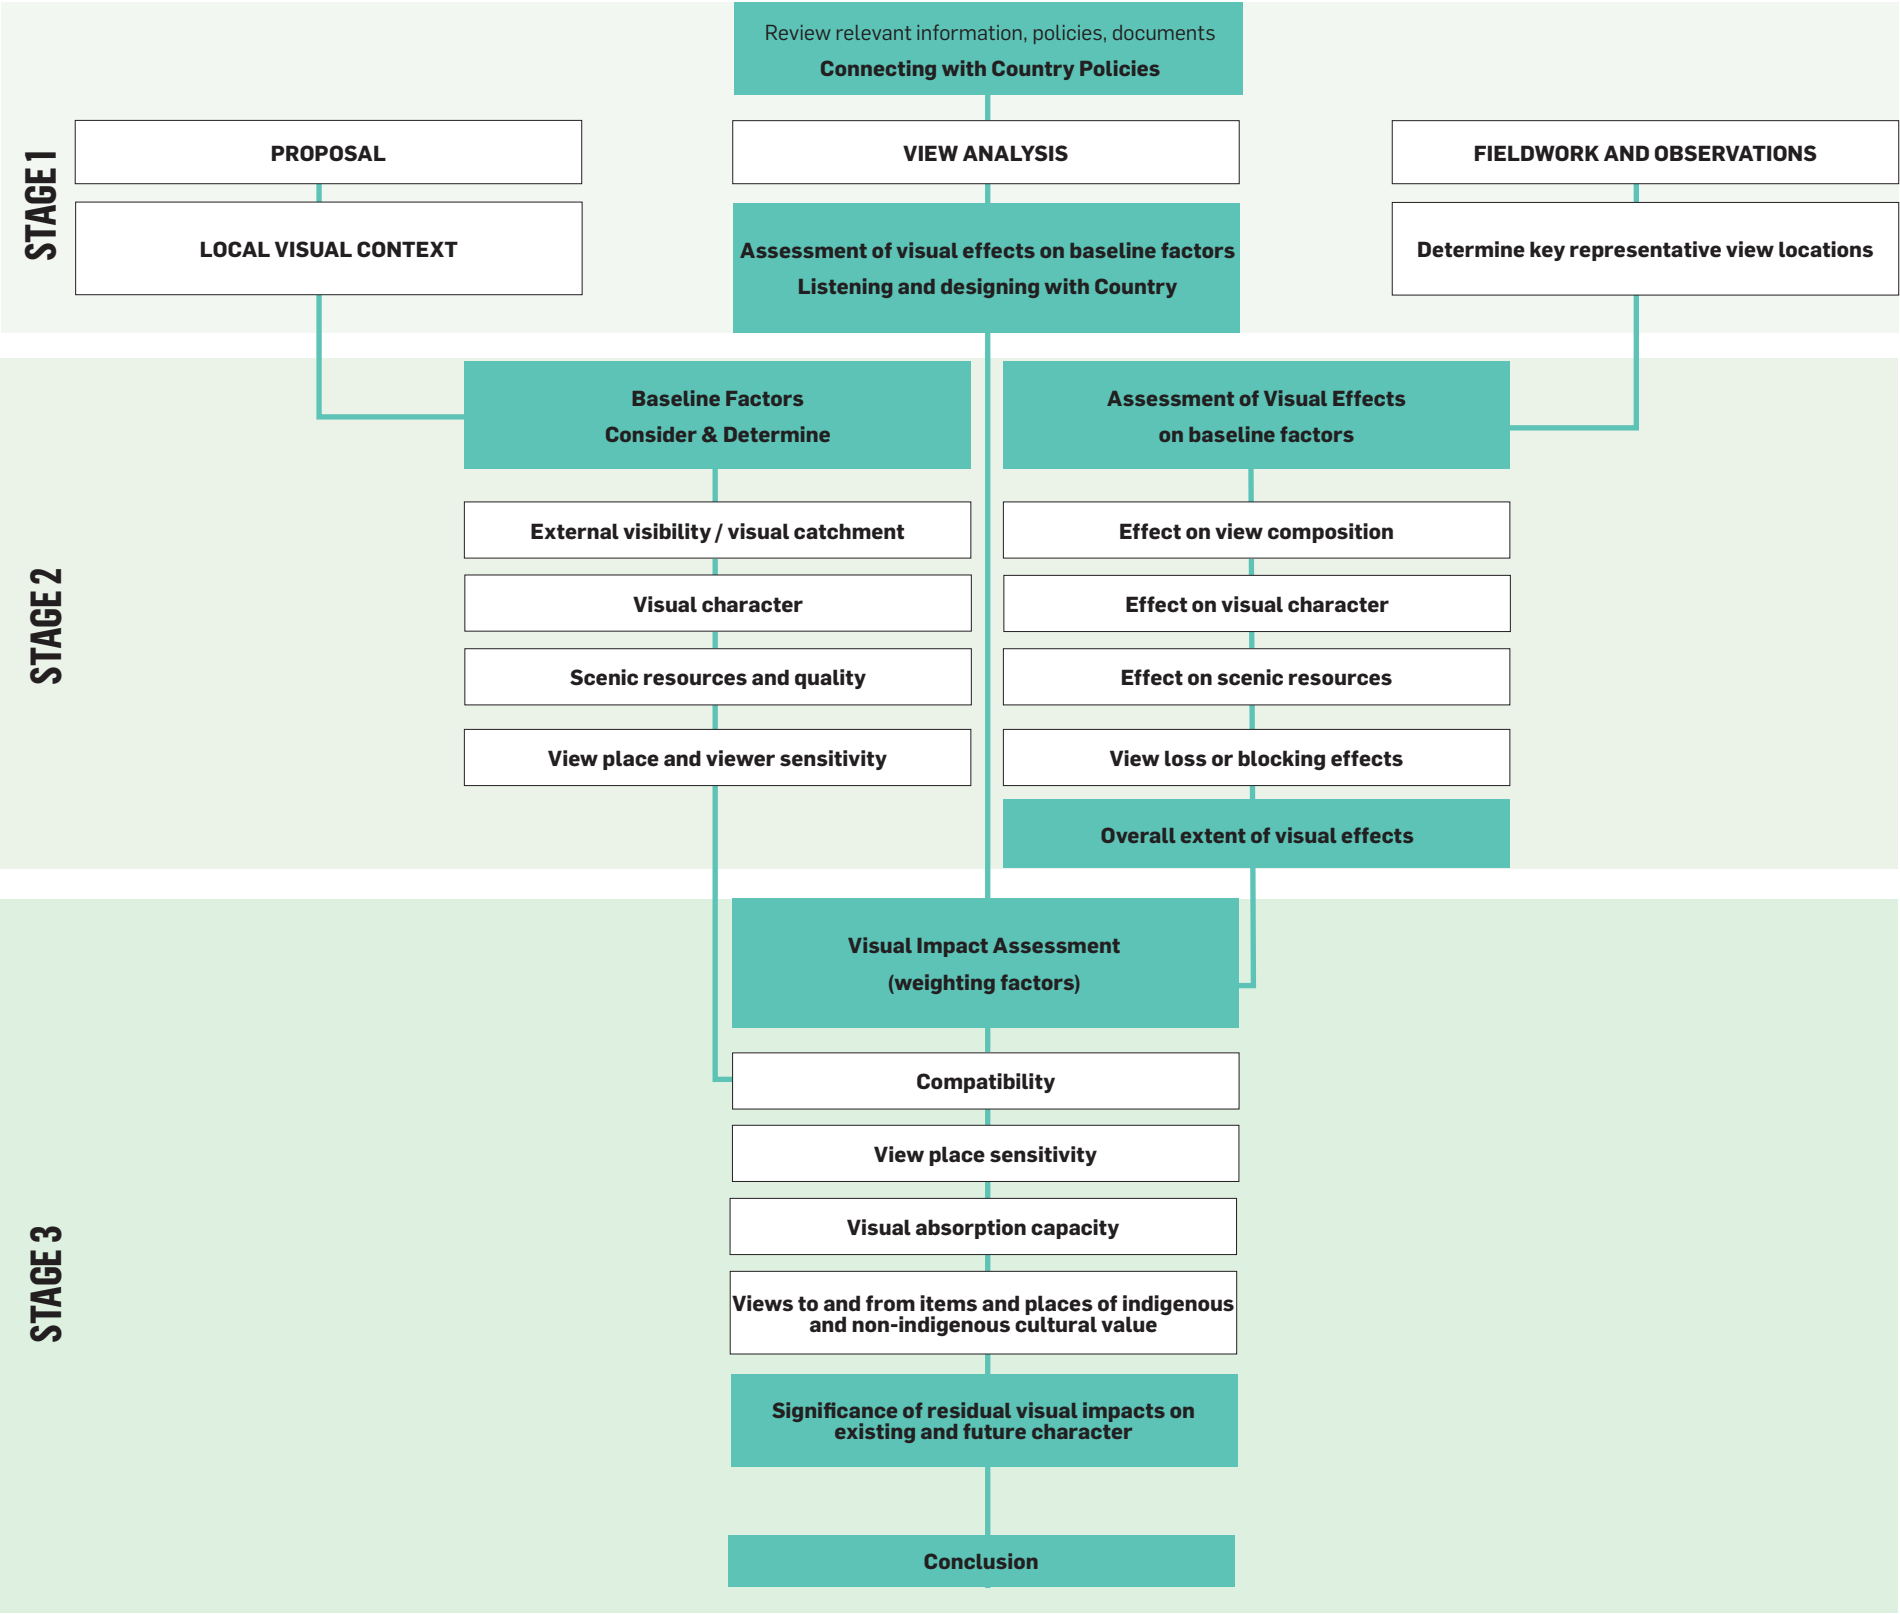 Review relevant information, policies, documents
Connecting with Country Policies
STAGE 1
PROPOSAL
VIEW ANALYSIS
FIELDWORK AND OBSERVATIONS
LOCAL VISUAL CONTEXT
Assessment of visual effects on baseline factors
Listening and designing with Country
Determine key representative view locations
STAGE 2
Baseline Factors
Consider & Determine
External visibility / visual catchment
Visual character
Scenic resources and quality
View place and viewer sensitivity
Assessment of Visual Effects
on baseline factors
Effect on view composition
Effect on visual character
Effect on scenic resources
View loss or blocking effects
Overall extent of visual effects
STAGE 3
Visual Impact Assessment
(weighting factors)
Compatibility
View place sensitivity
Visual absorption capacity
Views to and from items and places of indigenous
and non-indigenous cultural value
Significance of residual visual impacts on
existing and future character
Conclusion